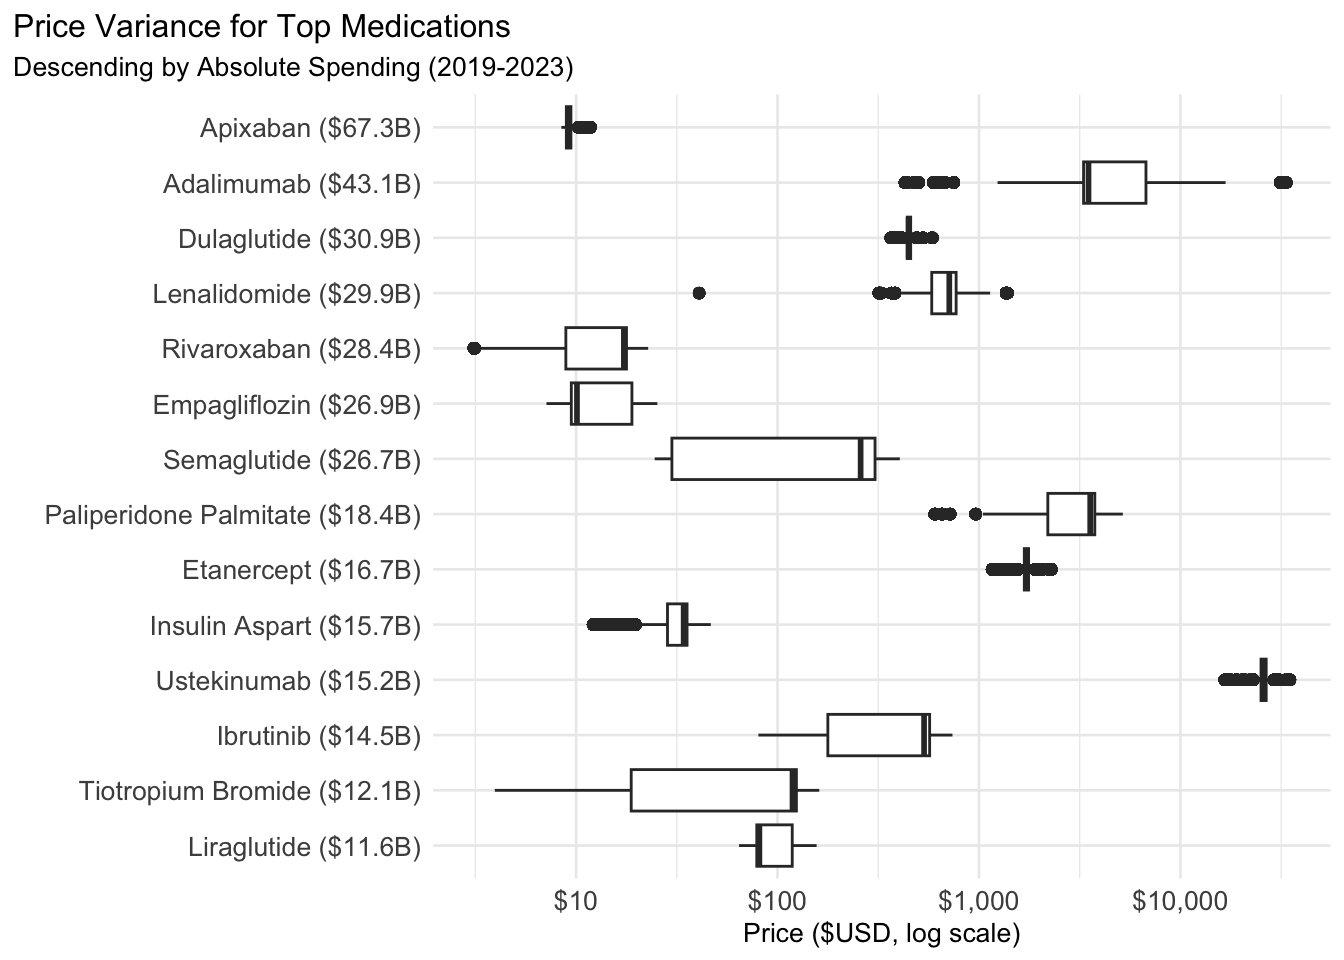 Price Variance for Top Medications
Descending by Absolute Spending (2019-2023)
Apixaban ($67.3B)
Adalimumab ($43.1B)
Dulaglutide ($30.9B)
Lenalidomide ($29.9B)
Rivaroxaban ($28.4B)
Empagliflozin ($26.9B)
Semaglutide ($26.7B)
Paliperidone Palmitate ($18.4B)
Etanercept ($16.7B)
Insulin Aspart ($15.7B)
Ustekinumab ($15.2B)
Ibrutinib ($14.5B)
Tiotropium Bromide ($12.1B)
Liraglutide ($11.6B)
$10 $100 $1,000 $10,000
Price ($USD, log scale)